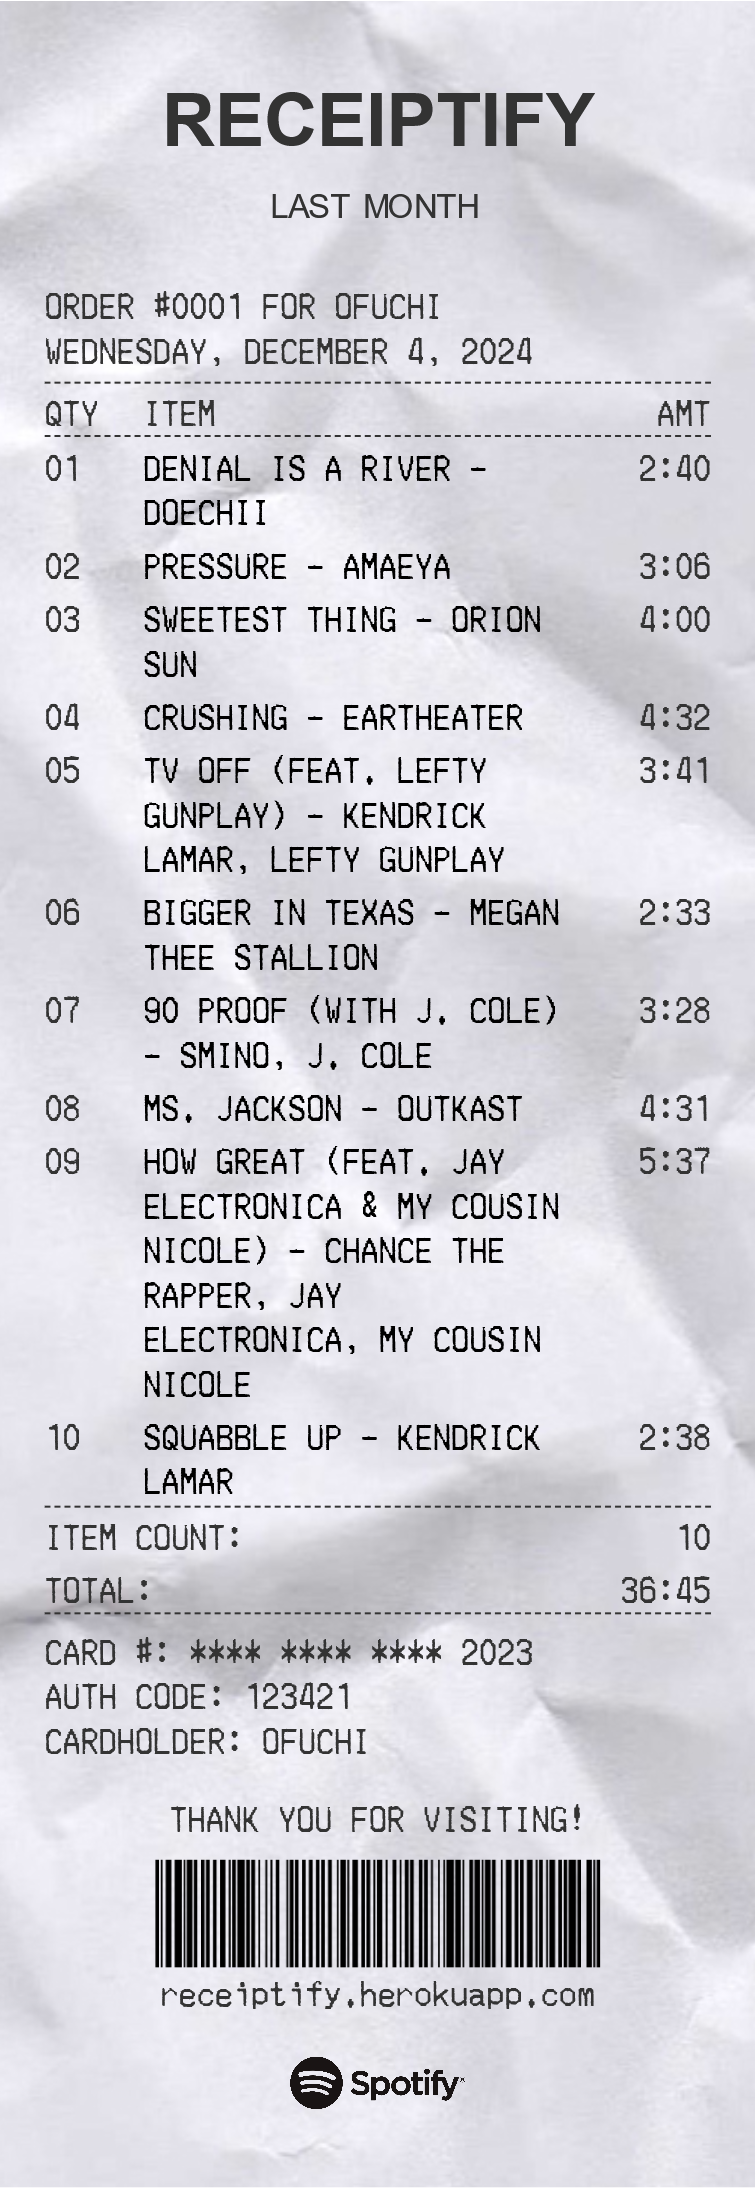 RECEIPTIFY
LAST MONTH
ORDER #0001 FOR OFUCHI
WEDNESDAY, DECEMBER 4, 2024
QTY ITEM AMT
01 DENIAL IS A RIVER - 2:40
DOECHII
02 PRESSURE - AMAEYA 3:06
03 SWEETEST THING - ORION 4:00
SUN
04 CRUSHING - EARTHEATER 4:32
05 TV OFF (FEAT. LEFTY 3:41
GUNPLAY) - KENDRICK
LAMAR, LEFTY GUNPLAY
06 BIGGER IN TEXAS - MEGAN 2:33
THEE STALLION
07 90 PROOF (WITH J. COLE) 3:28
- SMINO, J. COLE
08 MS. JACKSON - OUTKAST 4:31
09 HOW GREAT (FEAT. JAY 5:37
ELECTRONICA & MY COUSIN
NICOLE) - CHANCE THE
RAPPER, JAY
ELECTRONICA, MY COUSIN
NICOLE
10 SQUABBLE UP - KENDRICK 2:38
LAMAR
ITEM COUNT: 10
TOTAL: 36:45
CARD #: **** **** **** 2023
AUTH CODE: 123421
CARDHOLDER: OFUCHI
THANK YOU FOR VISITING!
receiptify.herokuapp.com
Spotify